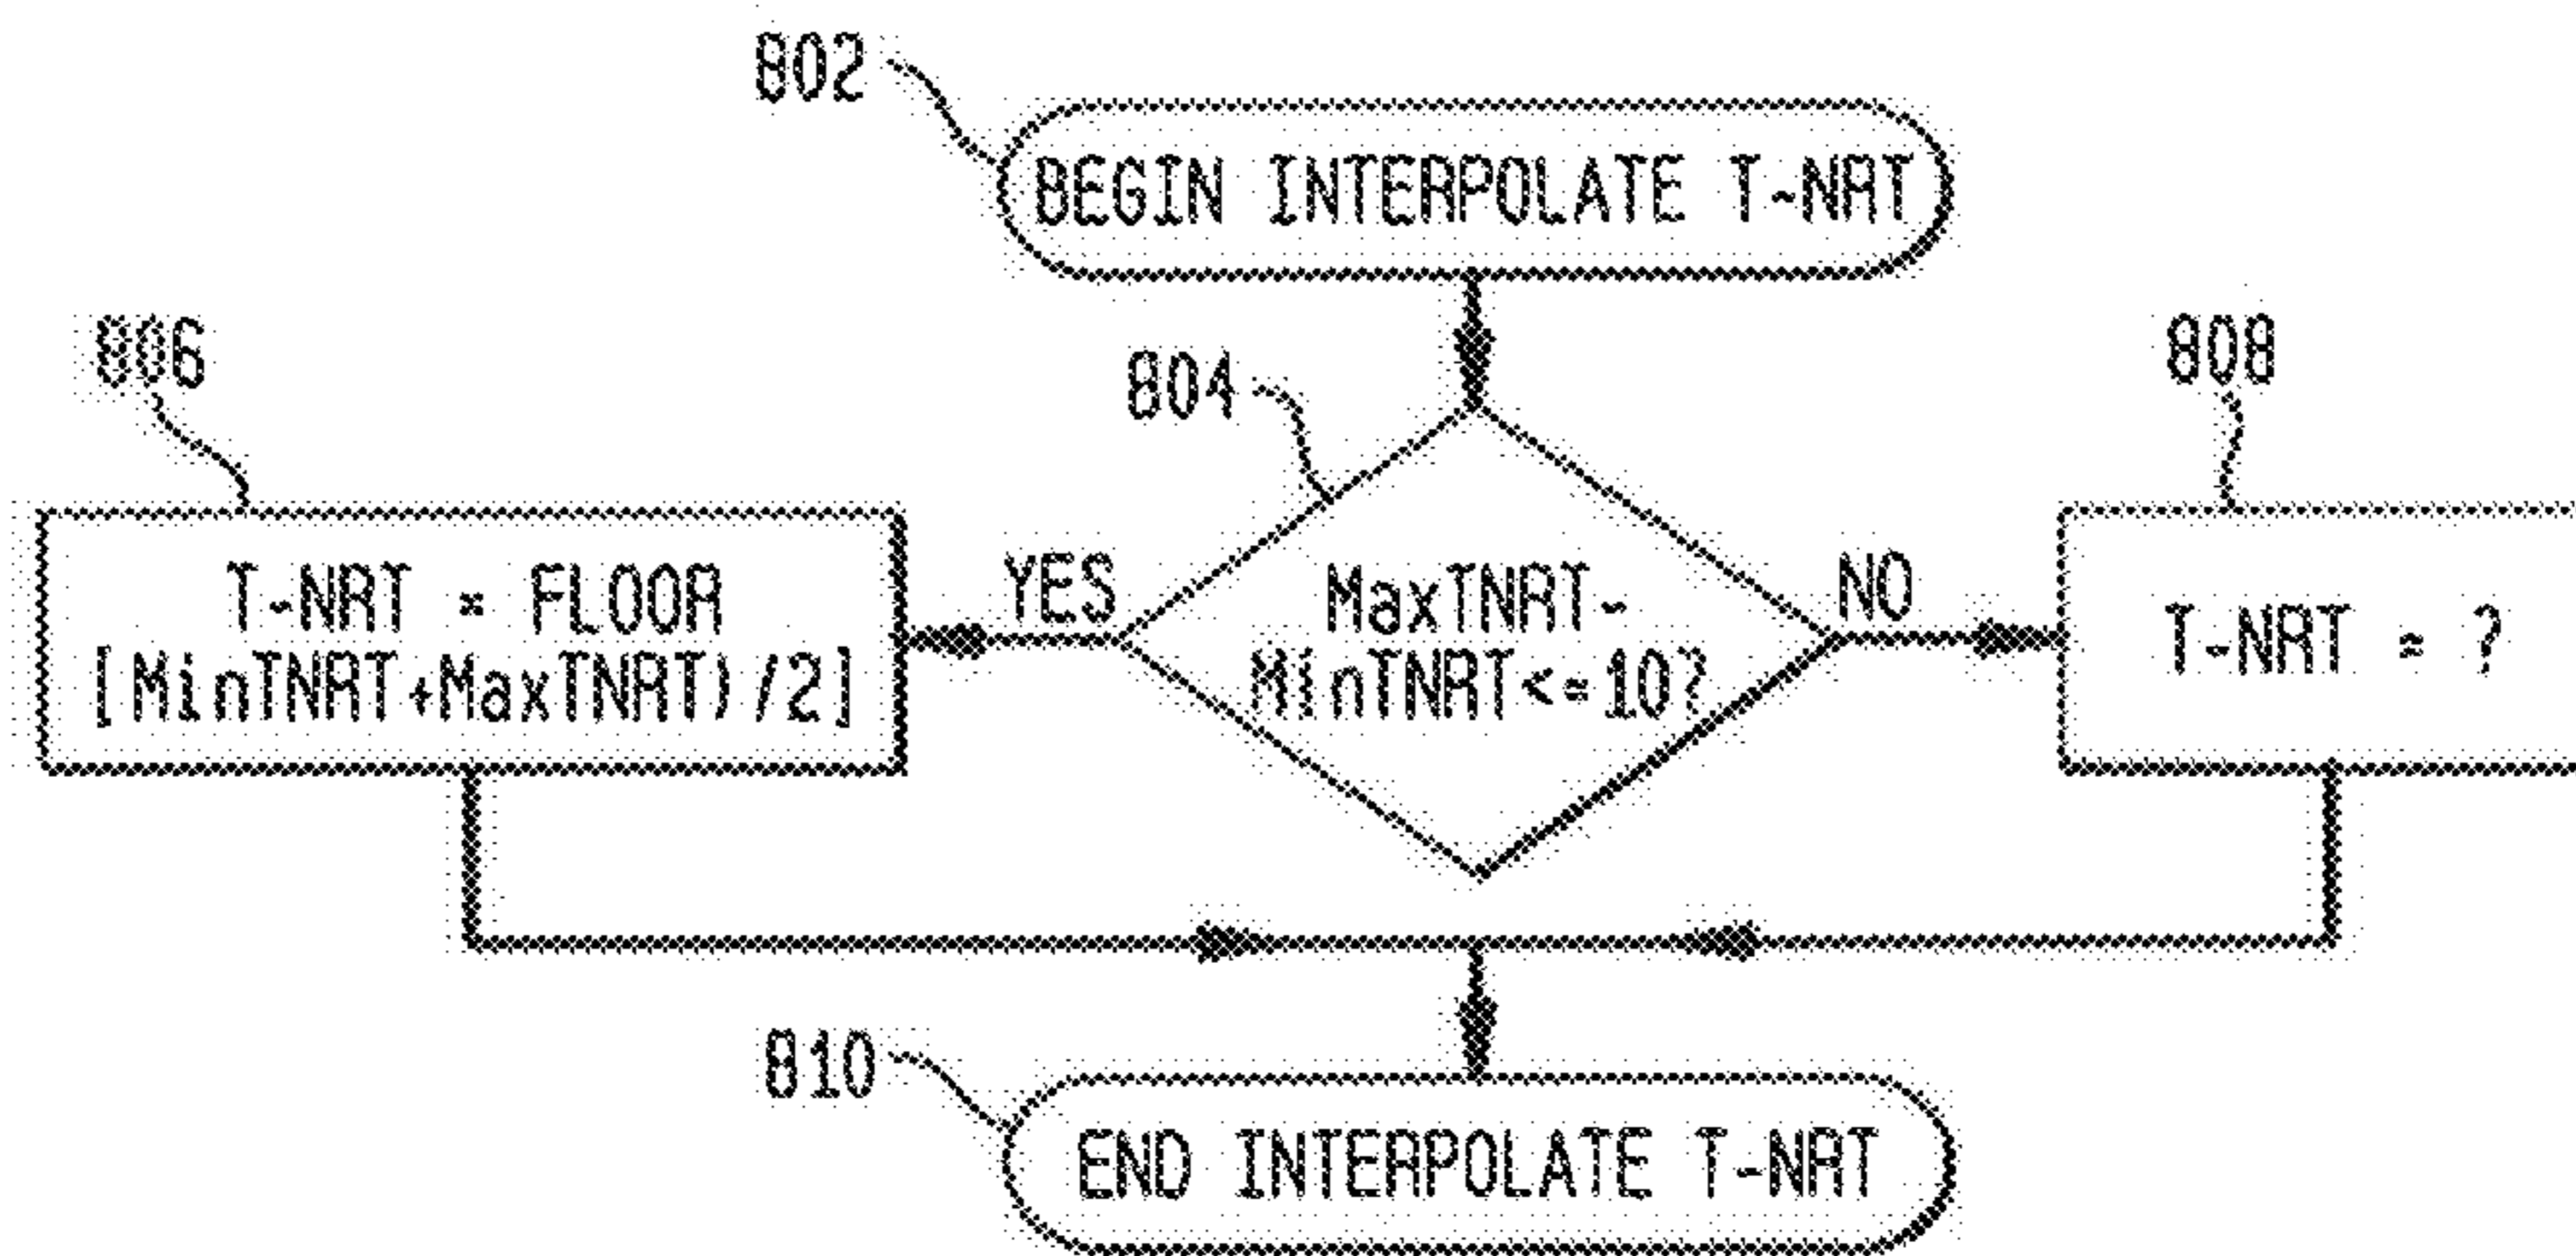 802
BEGIN INTERPOLATE T-NRT
806
804
808
T-NRT = FLOOR
[MinTNRT+MaxTNRT)/2]
YES
MaxTNRT-
MinTNRT<=10?
NO
T-NRT = ?
810
END INTERPOLATE T-NRT